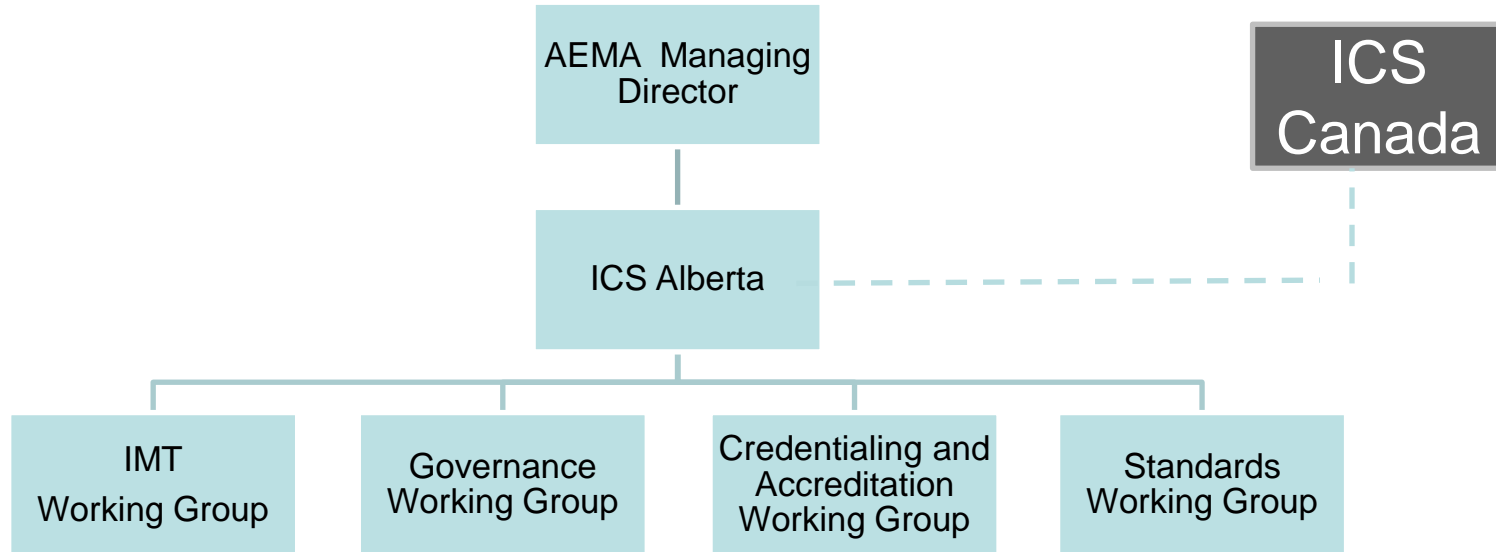 AEMA Managing
Director
ICS
Canada
ICS Alberta
IMT
Working Group
Governance
Working Group
Credentialing and
Accreditation
Working Group
Standards
Working Group